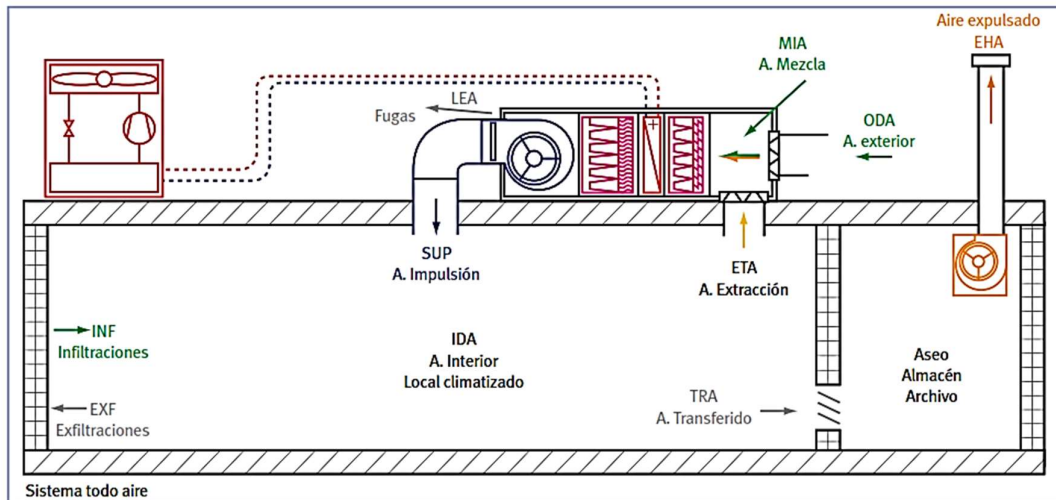 Aire expulsado
EHA
MIA
A. Mezcla
LEA
Fugas
ODA
A. exterior
+
SUP
A. Impulsión
ETA
A. Extracción
INF
Infiltraciones
IDA
A. Interior
Local climatizado
Aseo
Almacén
Archivo
EXF
Exfiltraciones
TRA
A. Transferido
Sistema todo aire